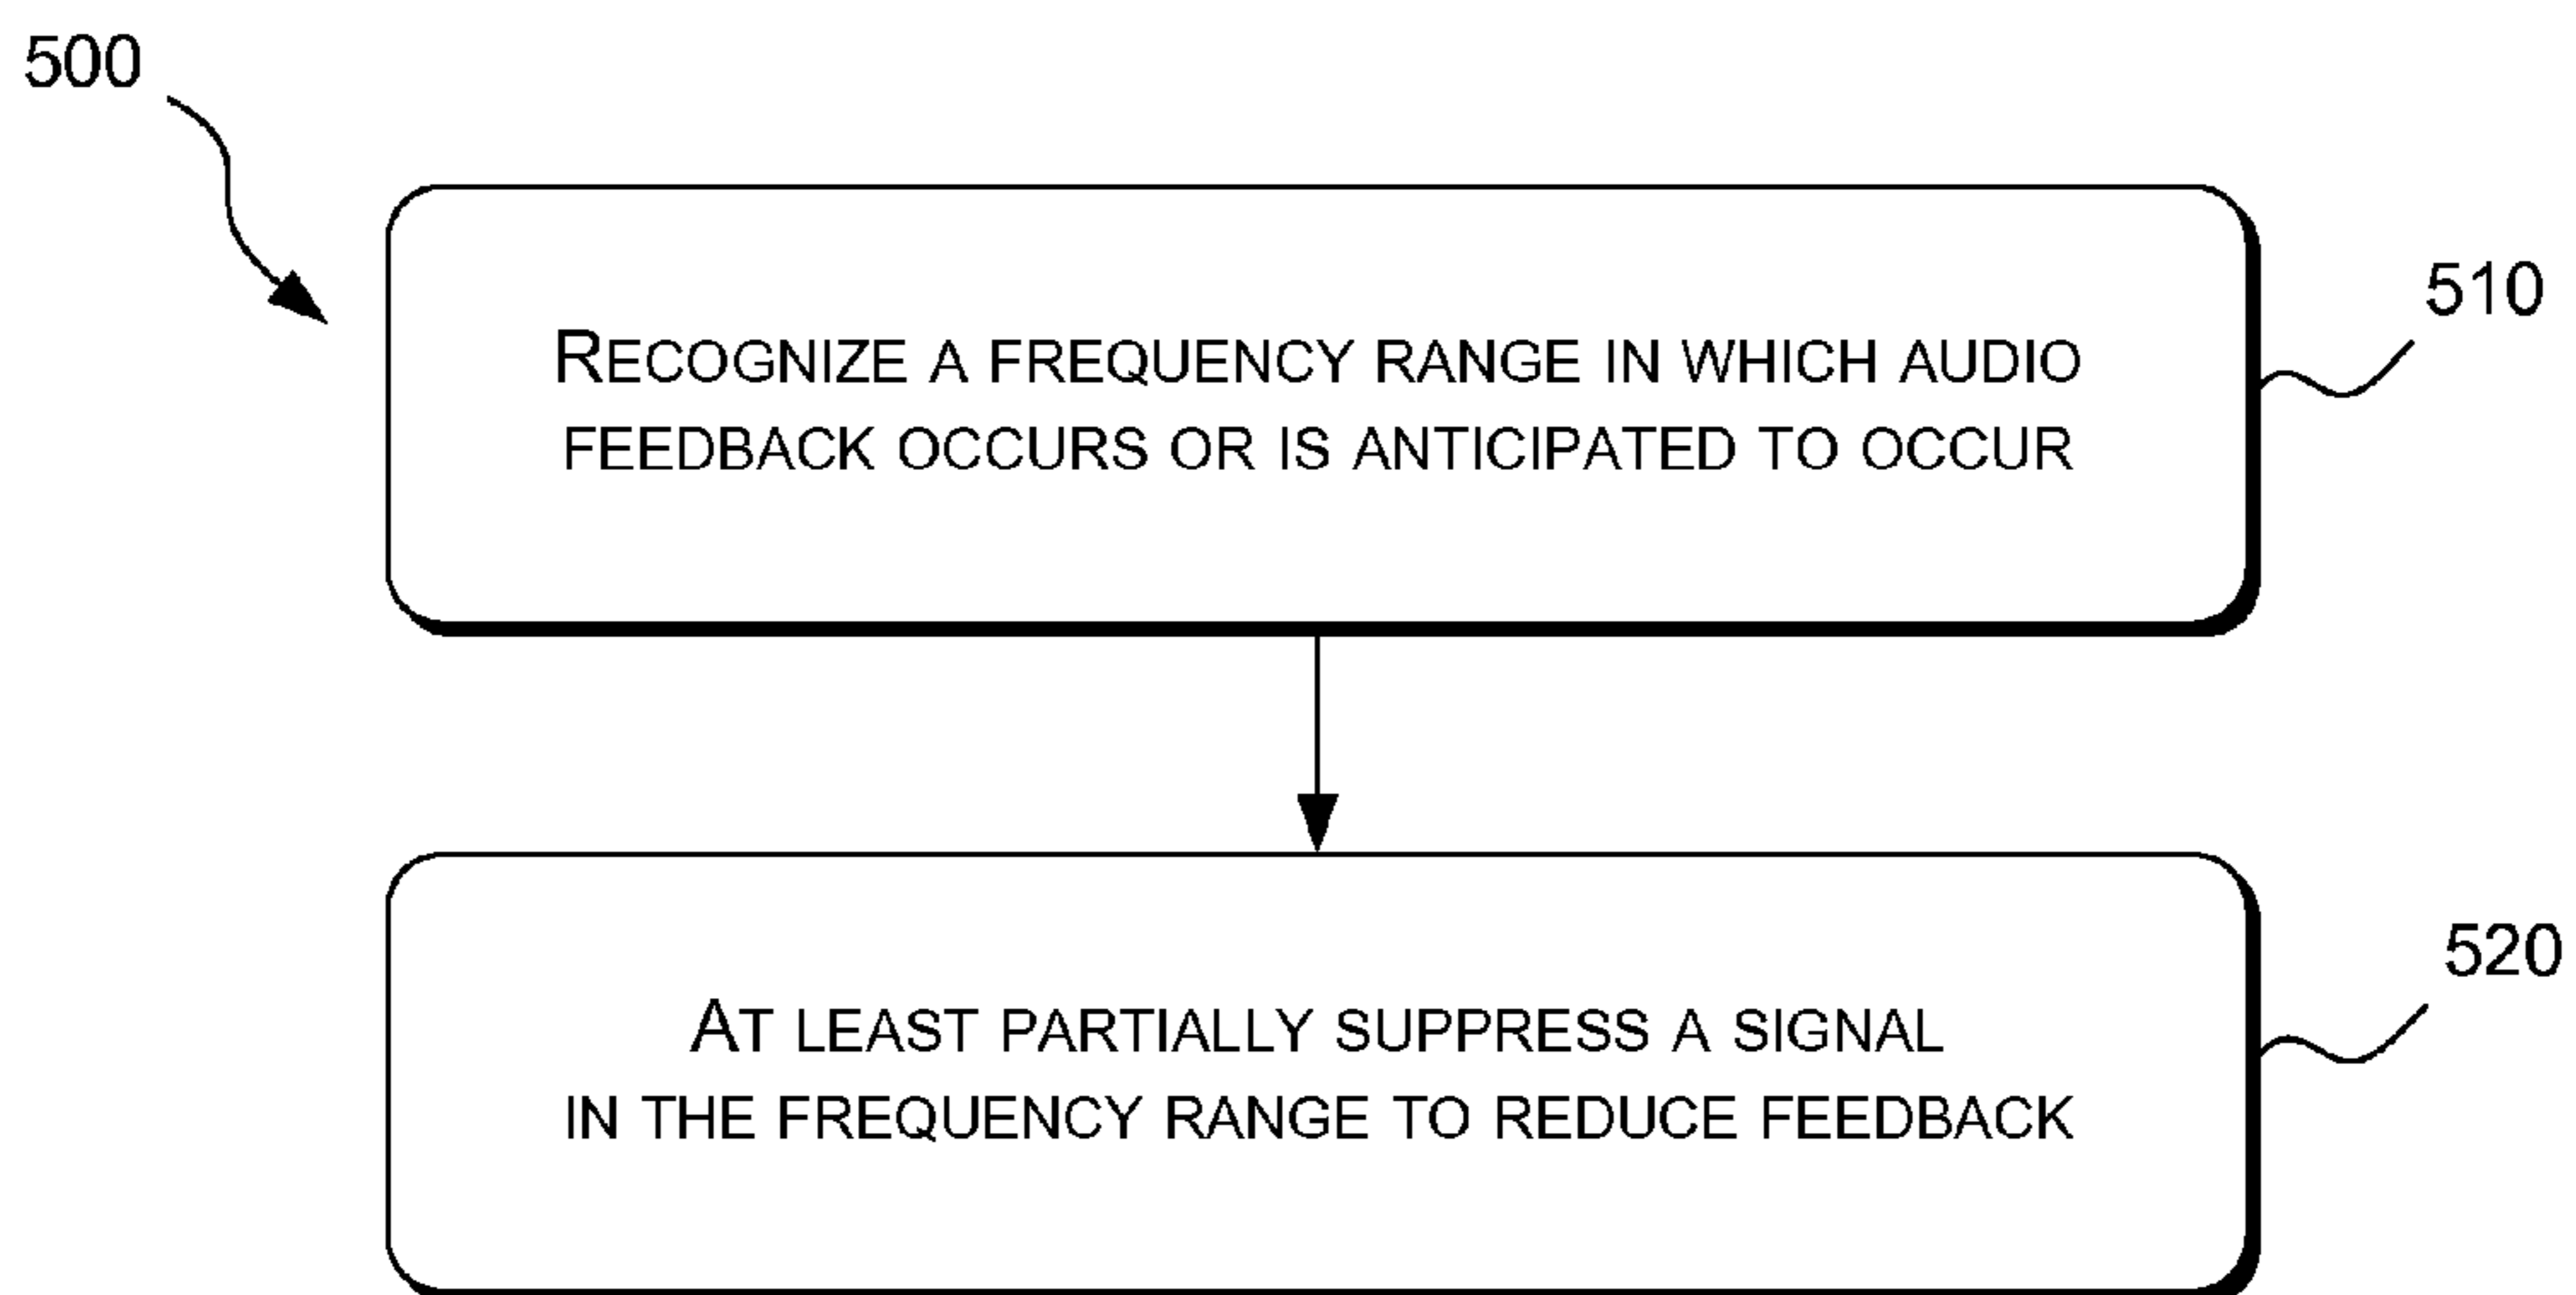 500
RECOGNIZE A FREQUENCY RANGE IN WHICH AUDIO
FEEDBACK OCCURS OR IS ANTICIPATED TO OCCUR
510
AT LEAST PARTIALLY SUPPRESS A SIGNAL
IN THE FREQUENCY RANGE TO REDUCE FEEDBACK
520